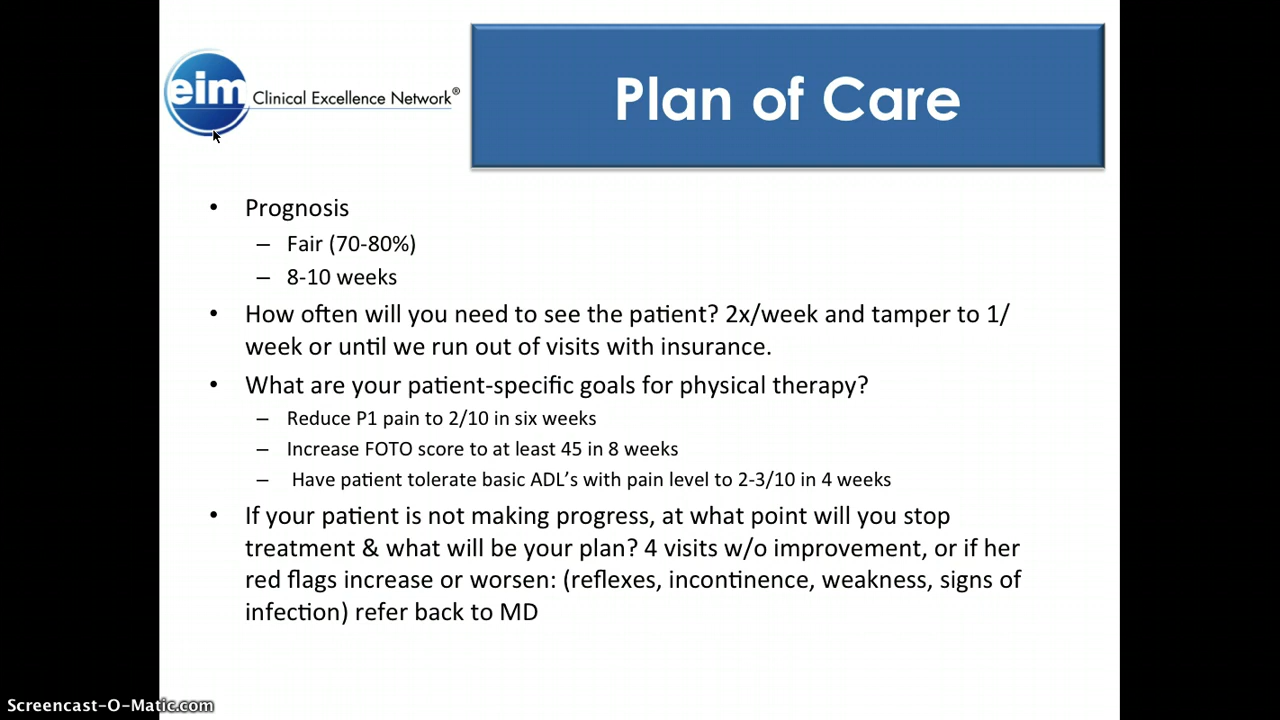 eim Clinical Excellence Network®
Plan of Care
• Prognosis
– Fair (70-80%)
– 8-10 weeks
• How often will you need to see the patient? 2x/week and tamper to 1/
week or until we run out of visits with insurance.
• What are your patient-specific goals for physical therapy?
– Reduce P1 pain to 2/10 in six weeks
– Increase FOTO score to at least 45 in 8 weeks
– Have patient tolerate basic ADL’s with pain level to 2-3/10 in 4 weeks
• If your patient is not making progress, at what point will you stop
treatment & what will be your plan? 4 visits w/o improvement, or if her
red flags increase or worsen: (reflexes, incontinence, weakness, signs of
infection) refer back to MD
Screencast-O-Matic.com